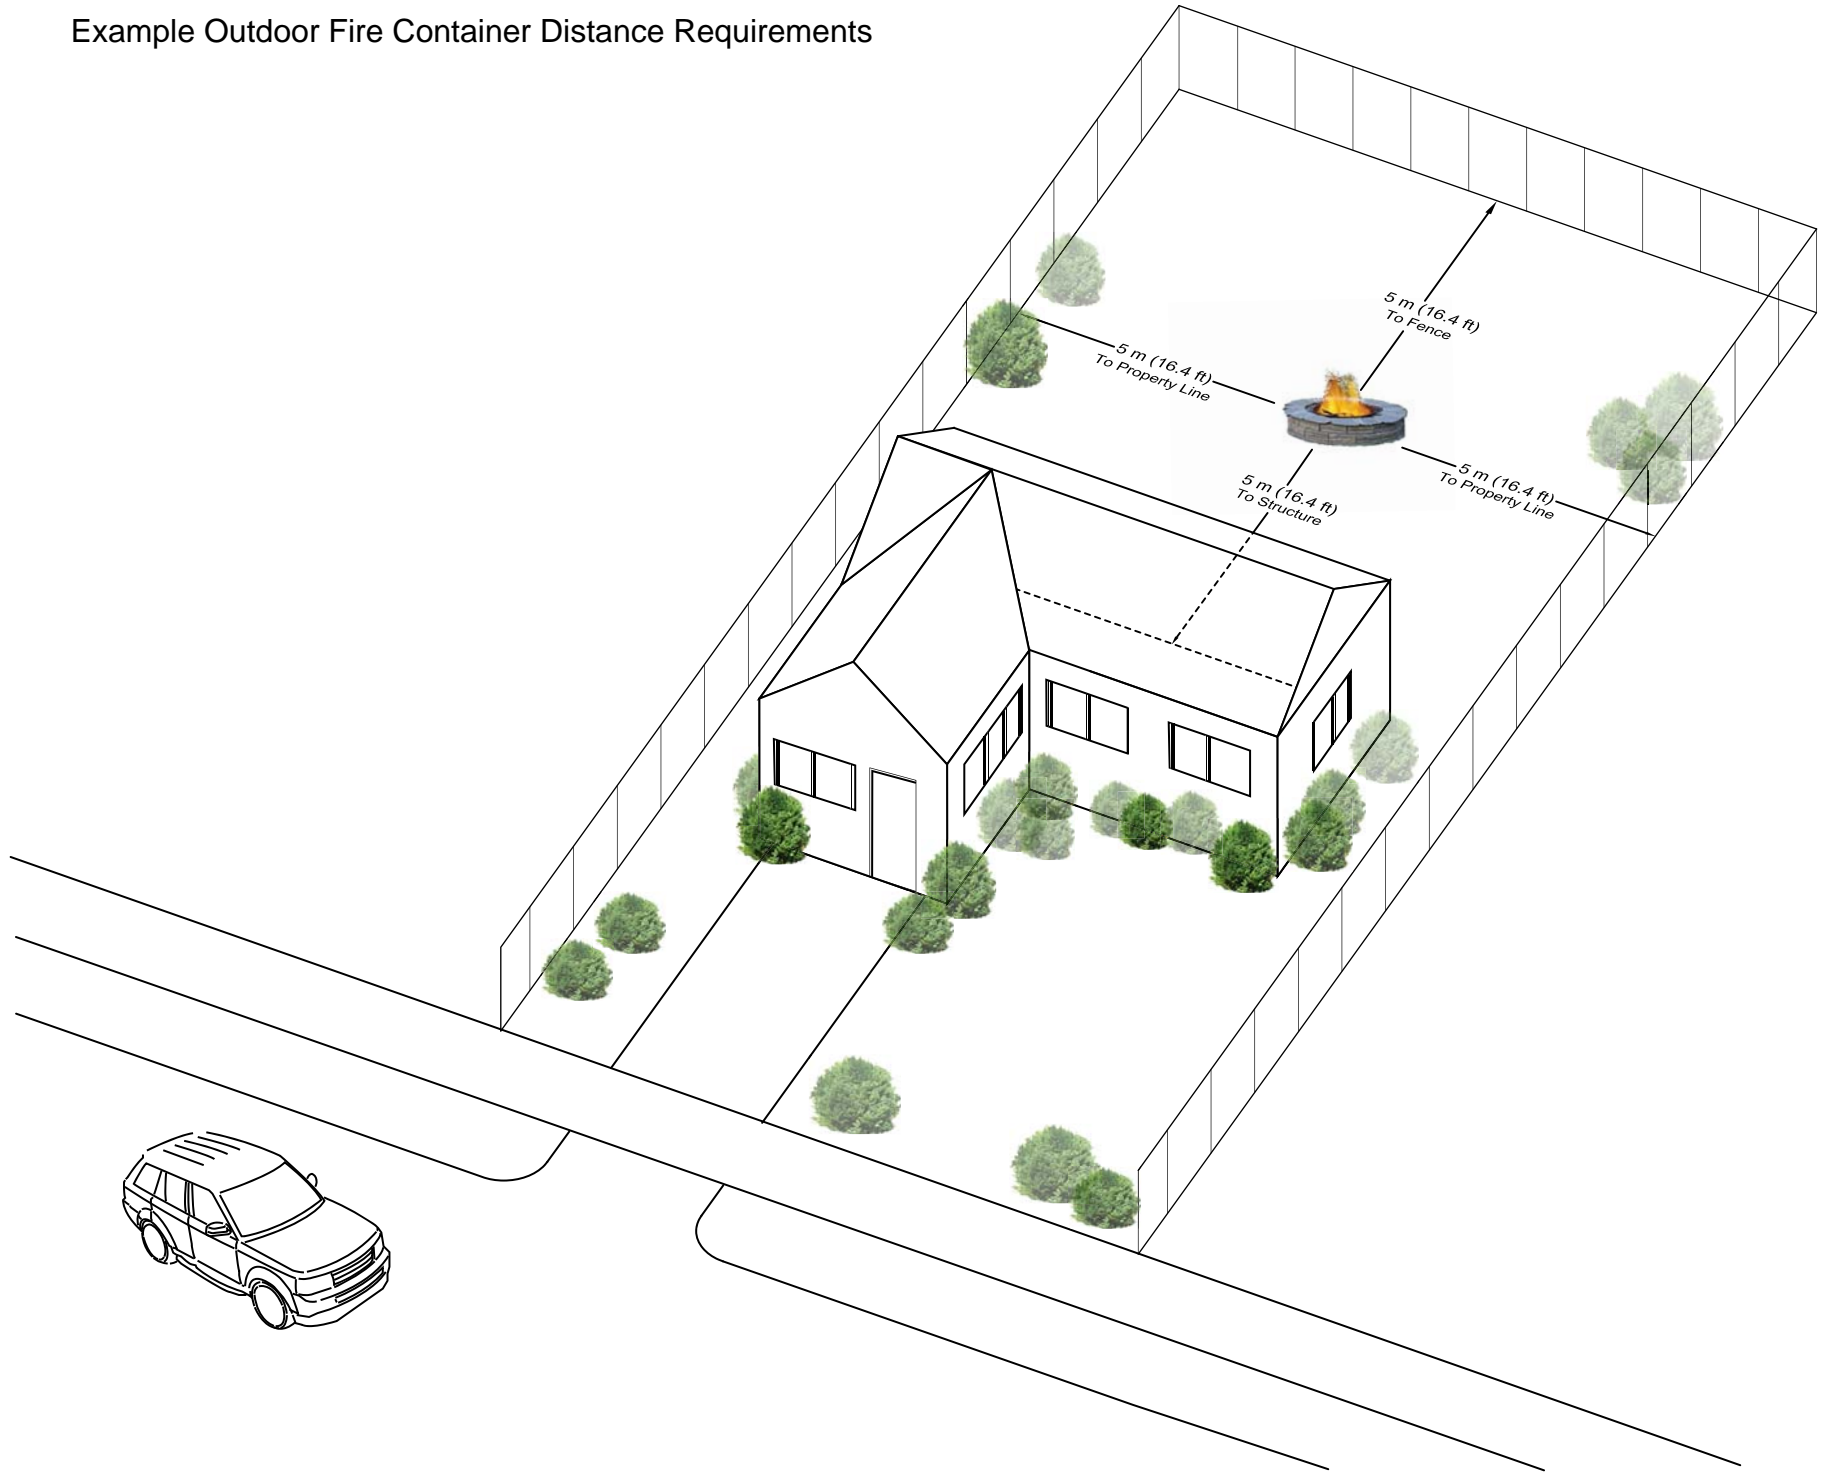 Example Outdoor Fire Container Distance Requirements
5 m (16.4 ft)
To Fence
5 m (16.4 ft)
To Property Line
5 m (16.4 ft)
To Property Line
5 m (16.4 ft)
To Structure